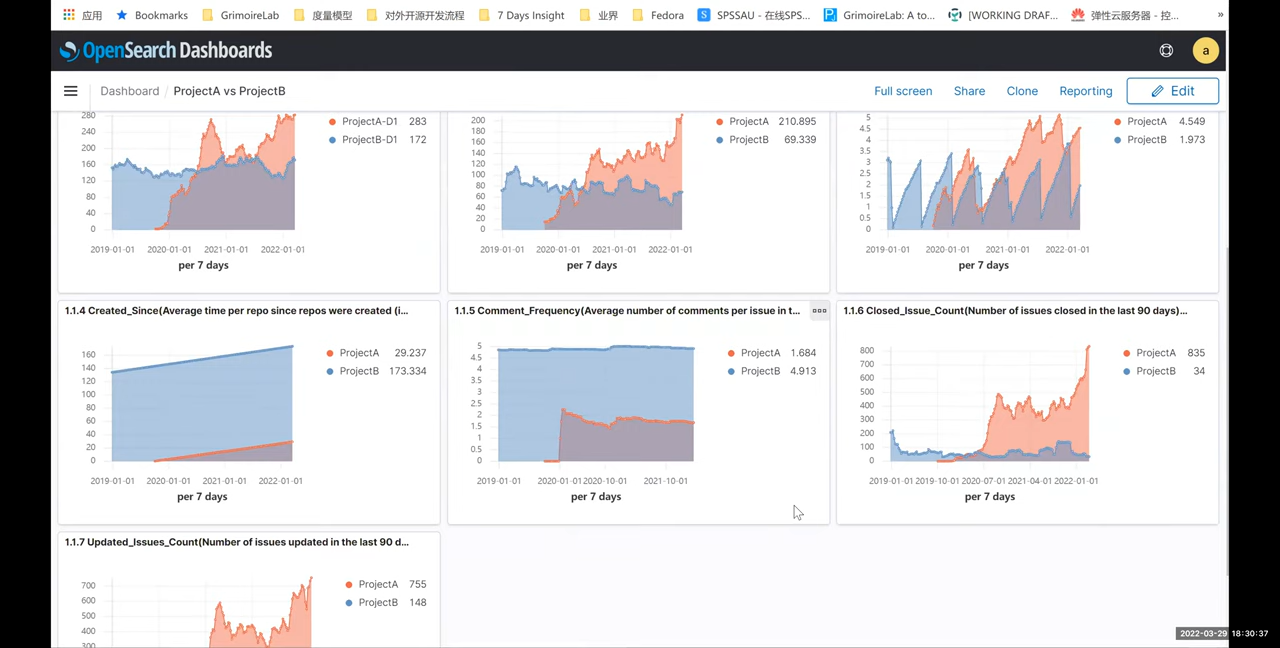 应用 Bookmarks GrimoireLab 度量模型 对外开源开发流程 7 Days Insight 业界 Fedora SPSSAU - 在线SPS... GrimoireLab: A to... [WORKING DRAF... 弹性云服务器 - 控... »
OpenSearch Dashboards a
Dashboard / ProjectA vs ProjectB Full screen Share Clone Reporting Edit
280
240
200
160
120
80
40
0
2019-01-01 2020-01-01 2021-01-01 2022-01-01
per 7 days
ProjectA-D1 283
ProjectB-D1 172
200
180
160
140
120
100
80
60
40
20
0
2019-01-01 2020-01-01 2021-01-01 2022-01-01
per 7 days
ProjectA 210.895
ProjectB 69.339
5
4.5
4
3.5
3
2.5
2
1.5
1
0.5
0
2019-01-01 2020-01-01 2021-01-01 2022-01-01
per 7 days
ProjectA 4.549
ProjectB 1.973
1.1.4 Created_Since(Average time per repo since repos were created (i...
160
140
120
100
80
60
40
20
0
2019-01-01 2020-01-01 2021-01-01 2022-01-01
per 7 days
ProjectA 29.237
ProjectB 173.334
1.1.5 Comment_Frequency(Average number of comments per issue in t...
5
4.5
4
3.5
3
2.5
2
1.5
1
0.5
0
2019-01-01 2020-01-01 2020-10-01 2021-10-01
per 7 days
ProjectA 1.684
ProjectB 4.913
1.1.6 Closed_Issue_Count(Number of issues closed in the last 90 days)...
800
700
600
500
400
300
200
100
0
2019-01-01 2019-10-01 2020-07-01 2021-04-01 2022-01-01
per 7 days
ProjectA 835
ProjectB 34
1.1.7 Updated_Issues_Count(Number of issues updated in the last 90 d...
700
600
500
400
300
ProjectA 755
ProjectB 148
2022-03-29 18:30:37